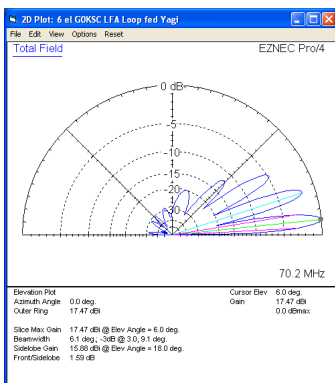 2D Plot: 6 el G0KSC LFA Loop fed Yagi
File Edit View Options Reset
Total Field
EZNEC Pro/4
0 dB
-5
-10
-15
-20
-30
70.2 MHz
Elevation Plot
Azimuth Angle 0.0 deg.
Outer Ring 17.47 dBi
Cursor Elev 6.0 deg.
Gain 17.47 dBi
0.0 dBmax
Slice Max Gain 17.47 dBi @ Elev Angle = 6.0 deg.
Beamwidth 6.1 deg.; -3dB @ 3.0, 9.1 deg.
Sidelobe Gain 15.88 dBi @ Elev Angle = 18.0 deg.
Front/Sidelobe 1.59 dB